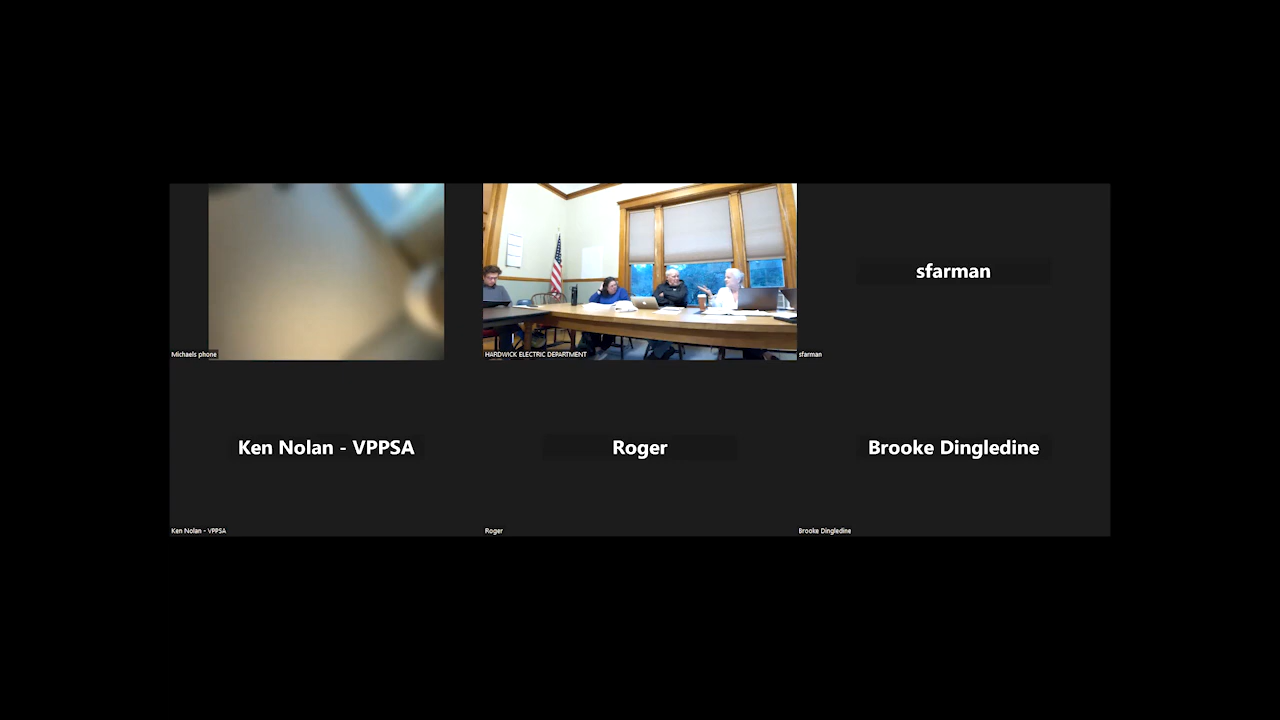 Michaels phone
HARDWICK ELECTRIC DEPARTMENT
sfarman
sfarman
Ken Nolan - VPPSA
Ken Nolan - VPPSA
Roger
Roger
Brooke Dingledine
Brooke Dingledine